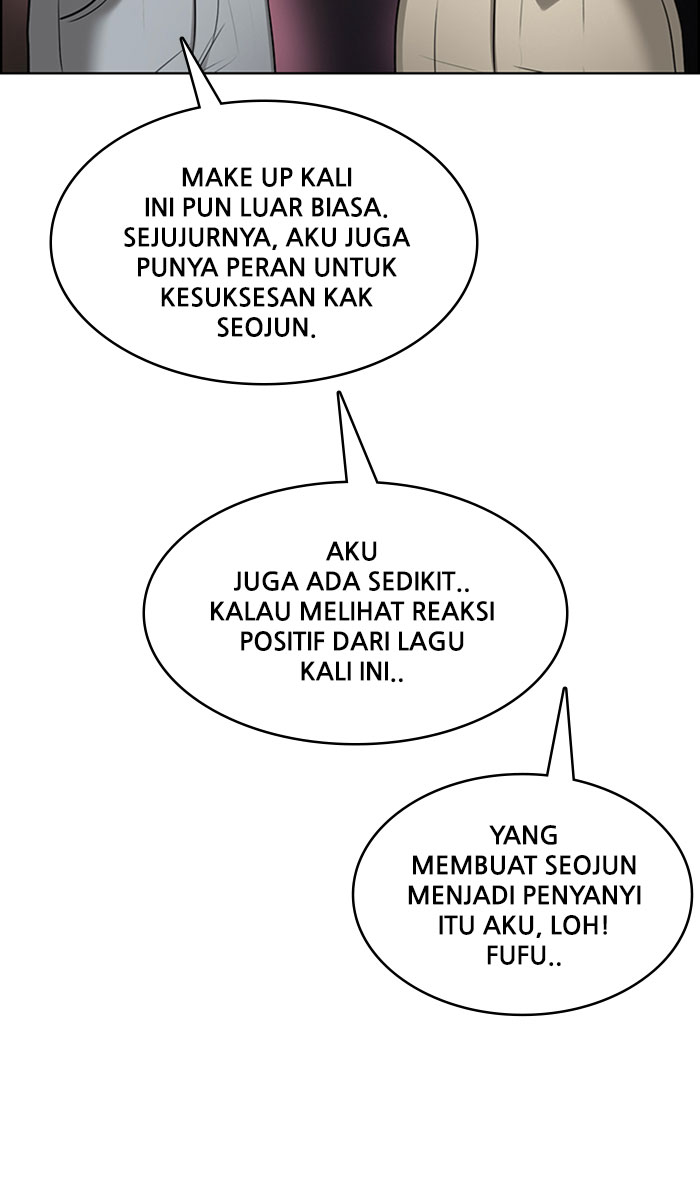 MAKE UP KALI
INI PUN LUAR BIASA.
SEJUJURNYA, AKU JUGA
PUNYA PERAN UNTUK
KESUKSESAN KAK
SEOJUN.
AKU
JUGA ADA SEDIKIT..
KALAU MELIHAT REAKSI
POSITIF DARI LAGU
KALI INI..
YANG
MEMBUAT SEOJUN
MENJADI PENYANYI
ITU AKU, LOH!
FUFU..